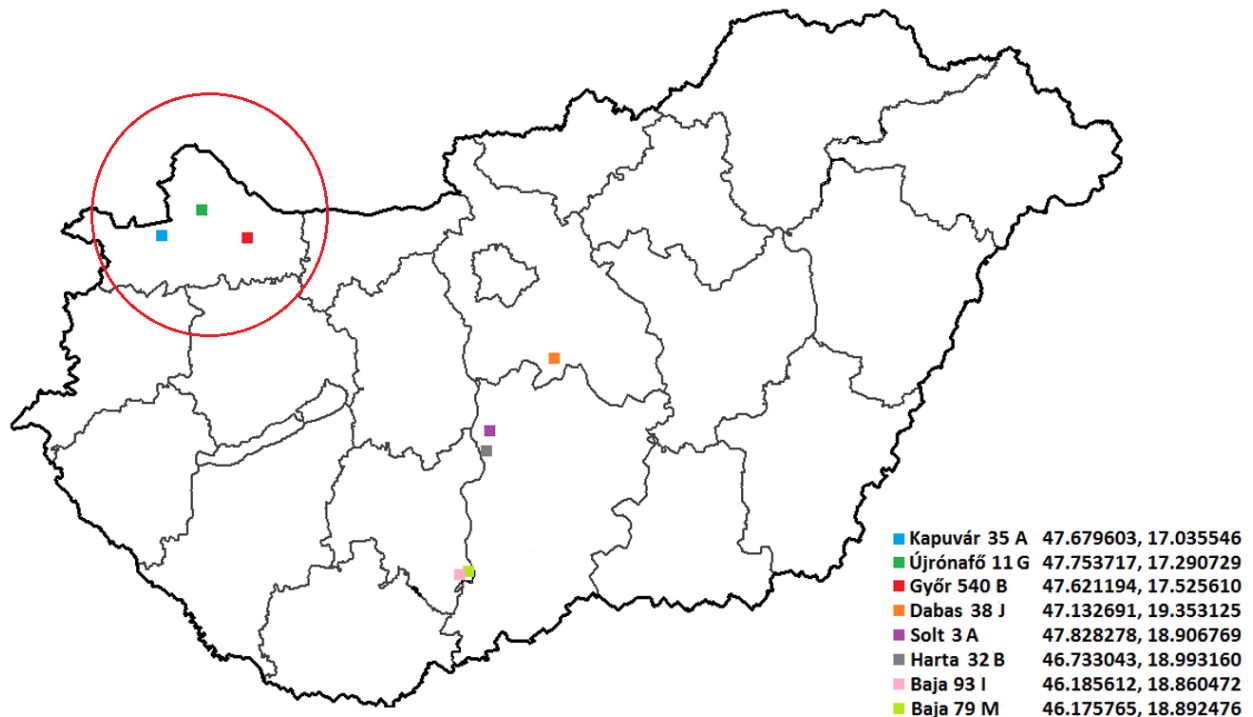 Kapuvár 35 A 47.679603, 17.035546
Újrónafő 11 G 47.753717, 17.290729
Győr 540 B 47.621194, 17.525610
Dabas 38 J 47.132691, 19.353125
Solt 3 A 47.828278, 18.906769
Harta 32 B 46.733043, 18.993160
Baja 93 I 46.185612, 18.860472
Baja 79 M 46.175765, 18.892476